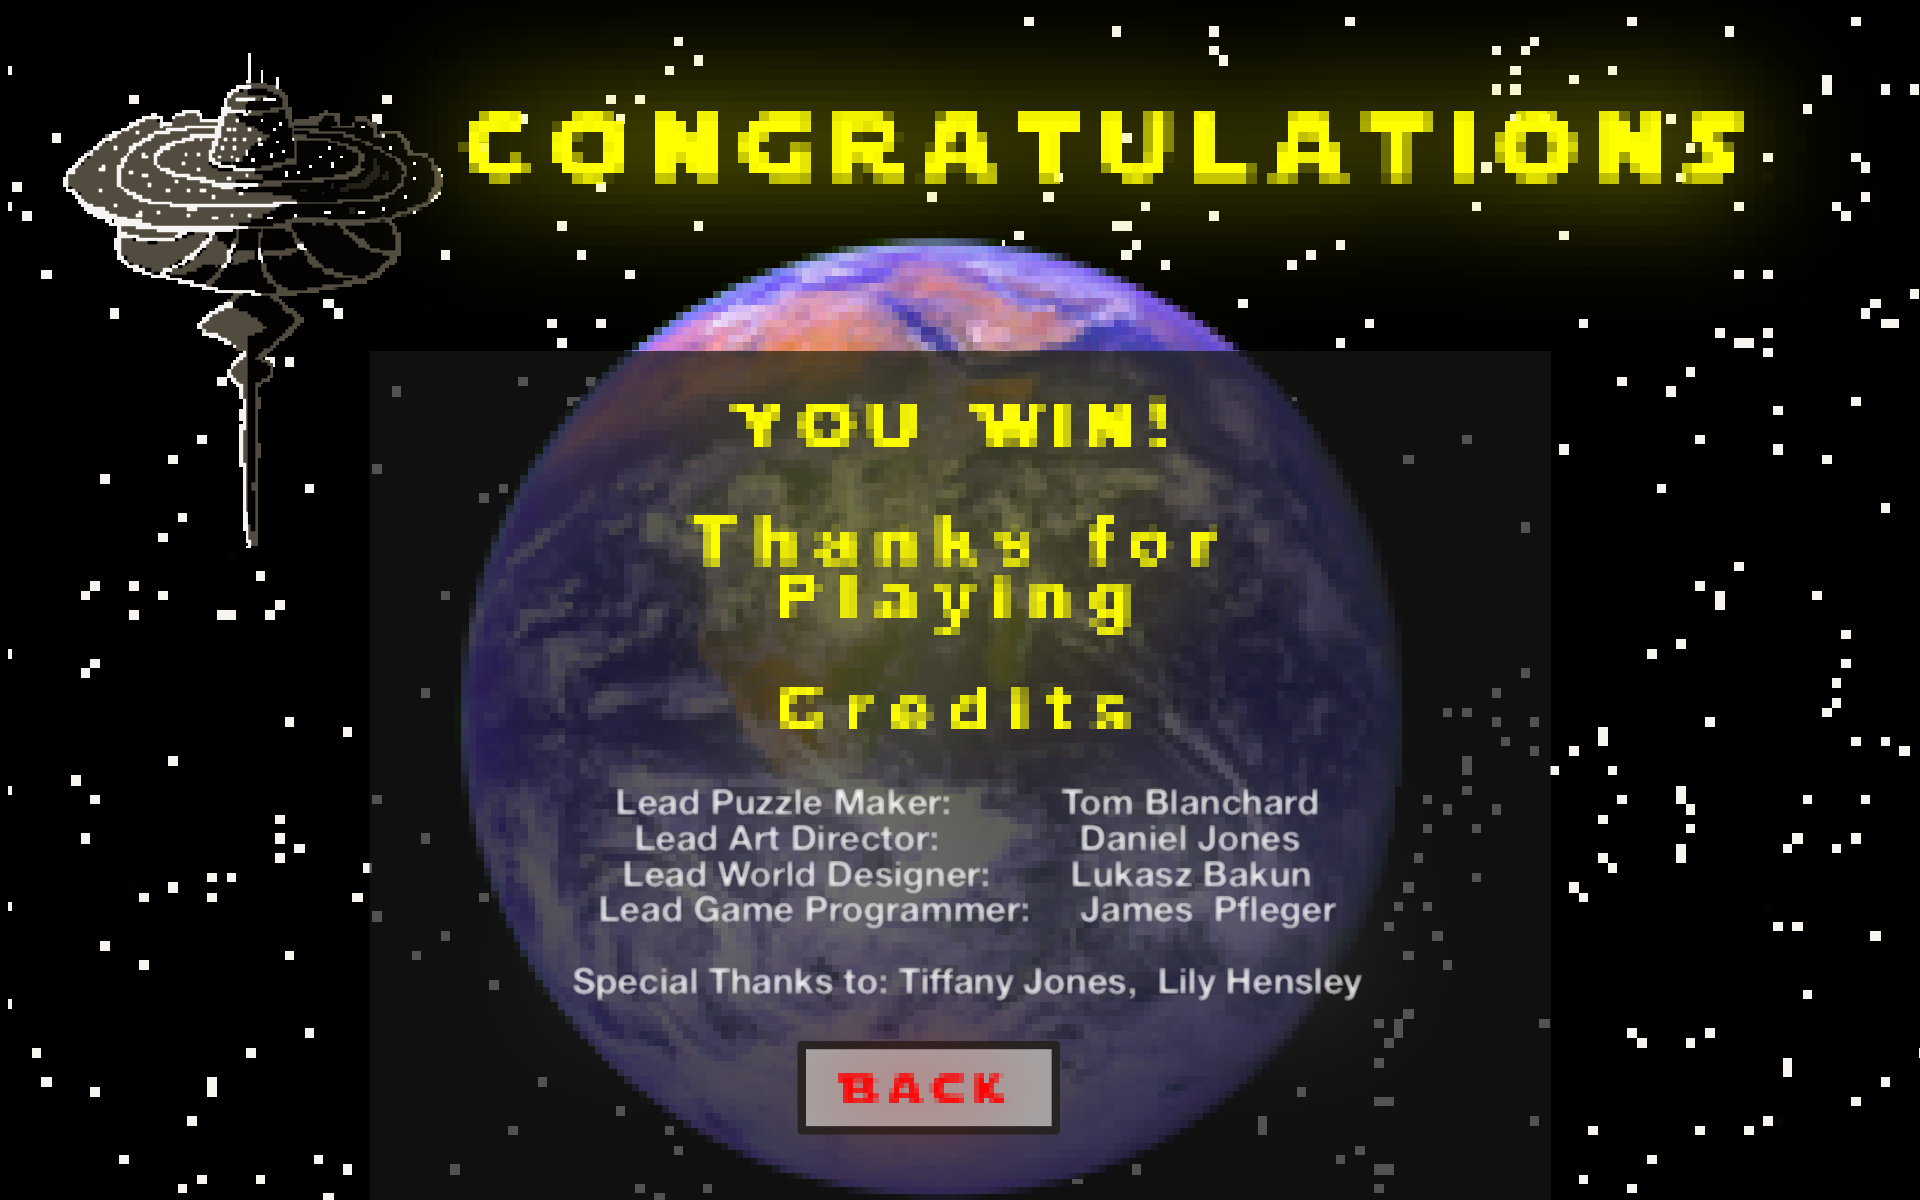 CONGRATULATIONS
YOU WIN!
Thanks for
Playing
Credits
Lead Puzzle Maker: Tom Blanchard
Lead Art Director: Daniel Jones
Lead World Designer: Lukasz Bakun
Lead Game Programmer: James Pfleger
Special Thanks to: Tiffany Jones, Lily Hensley
BACK